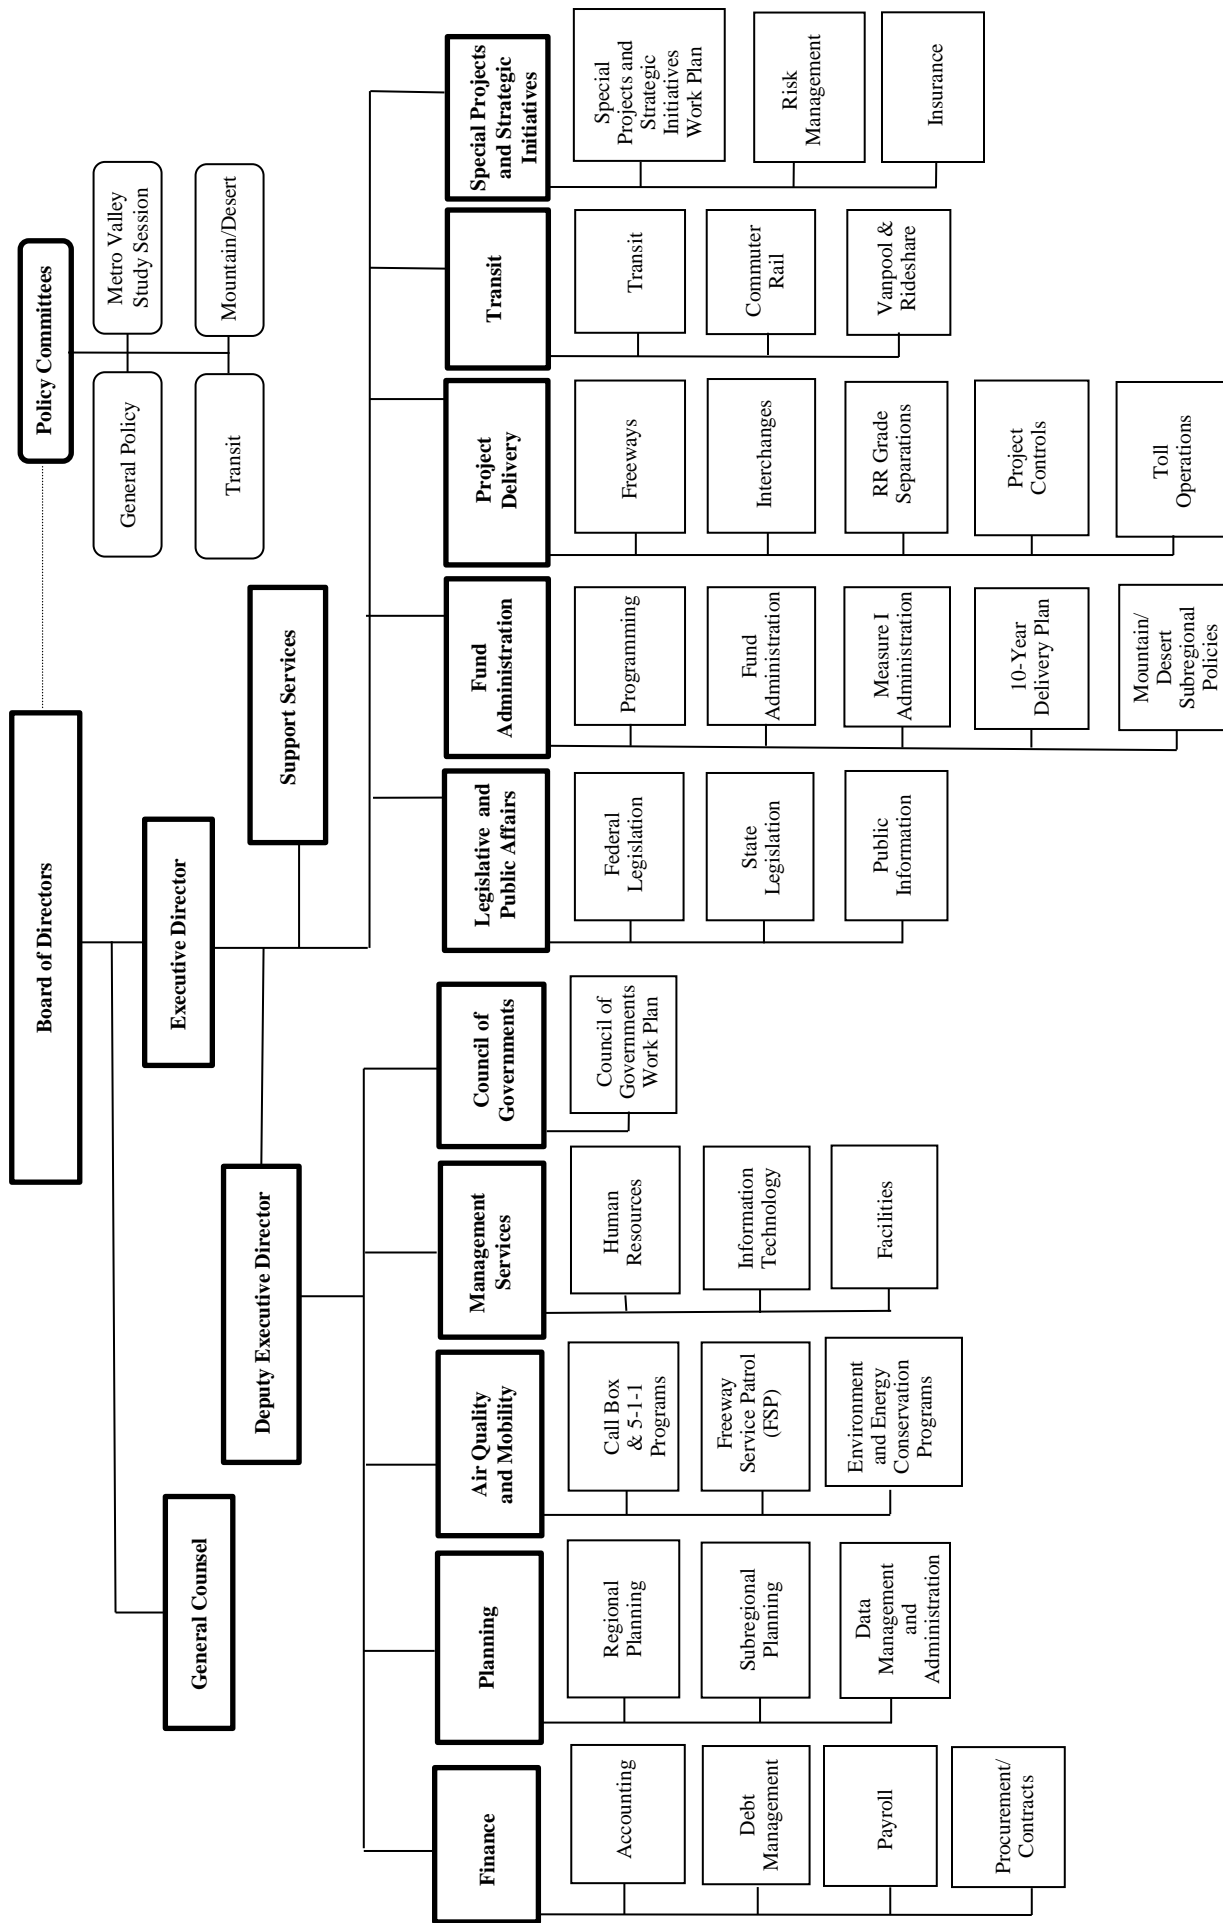 Board of Directors
Policy Committees
General Policy
Metro Valley
Study Session
Transit
Mountain/Desert
General Counsel
Executive Director
Deputy Executive Director
Support Services
Finance
Accounting
Debt
Management
Payroll
Procurement/
Contracts
Planning
Regional
Planning
Subregional
Planning
Data
Management
and
Administration
Air Quality
and Mobility
Call Box
& 5-1-1
Programs
Freeway
Service Patrol
(FSP)
Environment
and Energy
Conservation
Programs
Management
Services
Human
Resources
Information
Technology
Facilities
Council of
Governments
Council of
Governments
Work Plan
Legislative and
Public Affairs
Federal
Legislation
State
Legislation
Public
Information
Fund
Administration
Programming
Fund
Administration
Measure I
Administration
10-Year
Delivery Plan
Mountain/
Desert
Subregional
Policies
Project
Delivery
Freeways
Interchanges
RR Grade
Separations
Project
Controls
Toll
Operations
Transit
Transit
Commuter
Rail
Vanpool &
Rideshare
Special Projects
and Strategic
Initiatives
Special
Projects and
Strategic
Initiatives
Work Plan
Risk
Management
Insurance